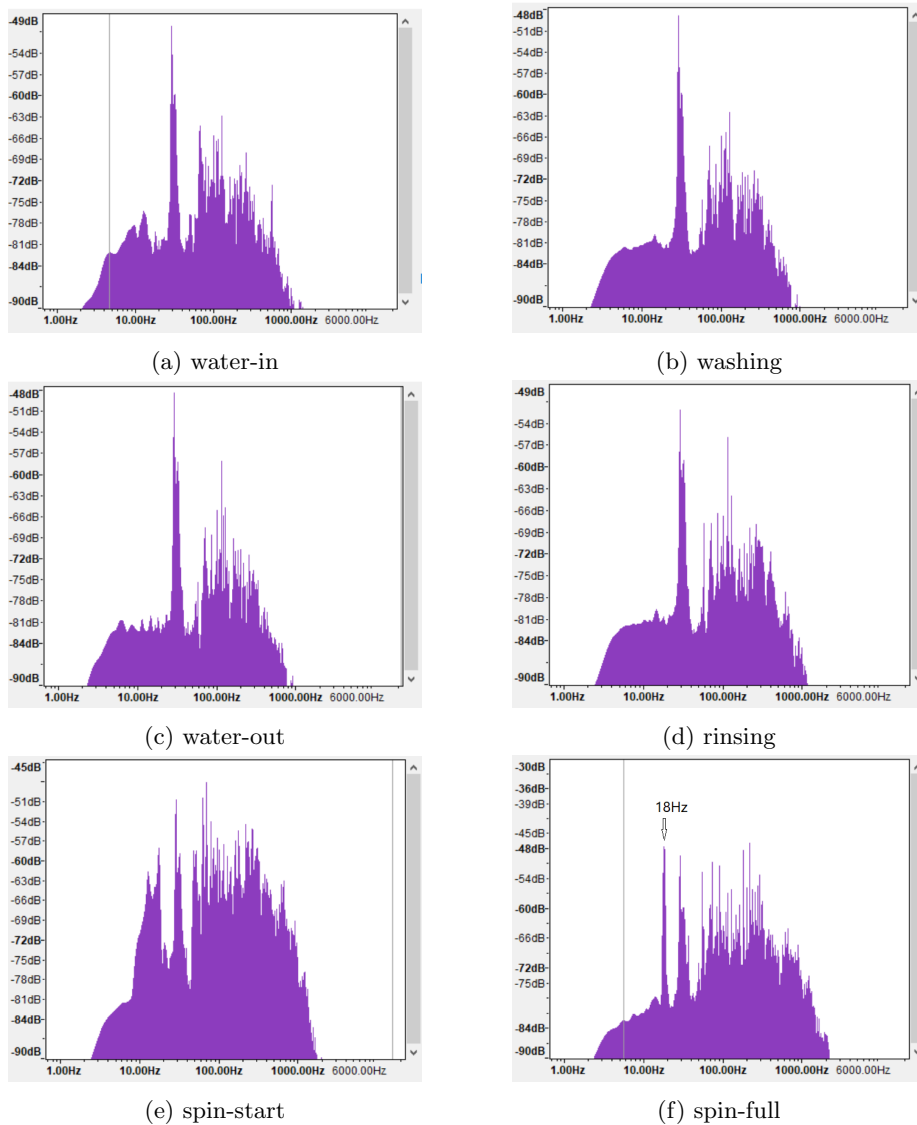 -49dB
-54dB
-57dB
-60dB
-63dB
-66dB
-69dB
-72dB
-75dB
-78dB
-81dB
-84dB
-90dB
1.00Hz 10.00Hz 100.00Hz 1000.00Hz 6000.00Hz
(a) water-in
-48dB
-51dB
-54dB
-57dB
-60dB
-63dB
-66dB
-69dB
-72dB
-75dB
-78dB
-81dB
-84dB
-90dB
1.00Hz 10.00Hz 100.00Hz 1000.00Hz 6000.00Hz
(b) washing
-48dB
-51dB
-54dB
-57dB
-60dB
-63dB
-66dB
-69dB
-72dB
-75dB
-78dB
-81dB
-84dB
-90dB
1.00Hz 10.00Hz 100.00Hz 1000.00Hz 6000.00Hz
(c) water-out
-49dB
-54dB
-57dB
-60dB
-63dB
-66dB
-69dB
-72dB
-75dB
-78dB
-81dB
-84dB
-90dB
1.00Hz 10.00Hz 100.00Hz 1000.00Hz 6000.00Hz
(d) rinsing
-45dB
-51dB
-54dB
-57dB
-60dB
-63dB
-66dB
-69dB
-72dB
-75dB
-78dB
-81dB
-84dB
-90dB
1.00Hz 10.00Hz 100.00Hz 1000.00Hz 6000.00Hz
(e) spin-start
-30dB
-36dB
-39dB
-45dB
-48dB
-54dB
-60dB
-66dB
-72dB
-75dB
-84dB
-90dB
18Hz
1.00Hz 10.00Hz 100.00Hz 1000.00Hz 6000.00Hz
(f) spin-full